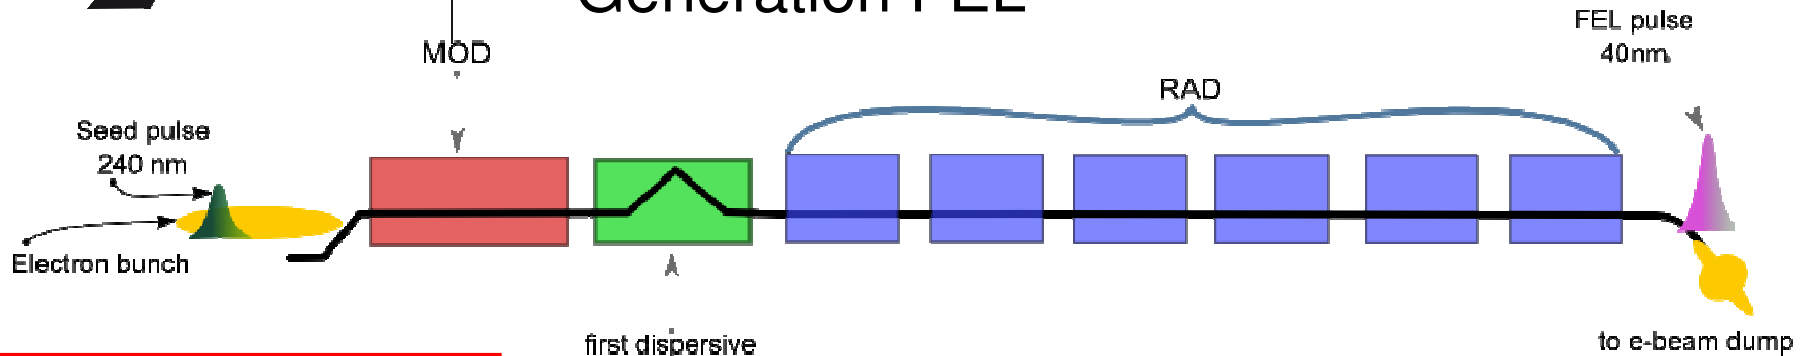 Generation FEL
FEL pulse
40nm
MOD
RAD
Seed pulse
240 nm
Electron bunch
first dispersive
to e-beam dump